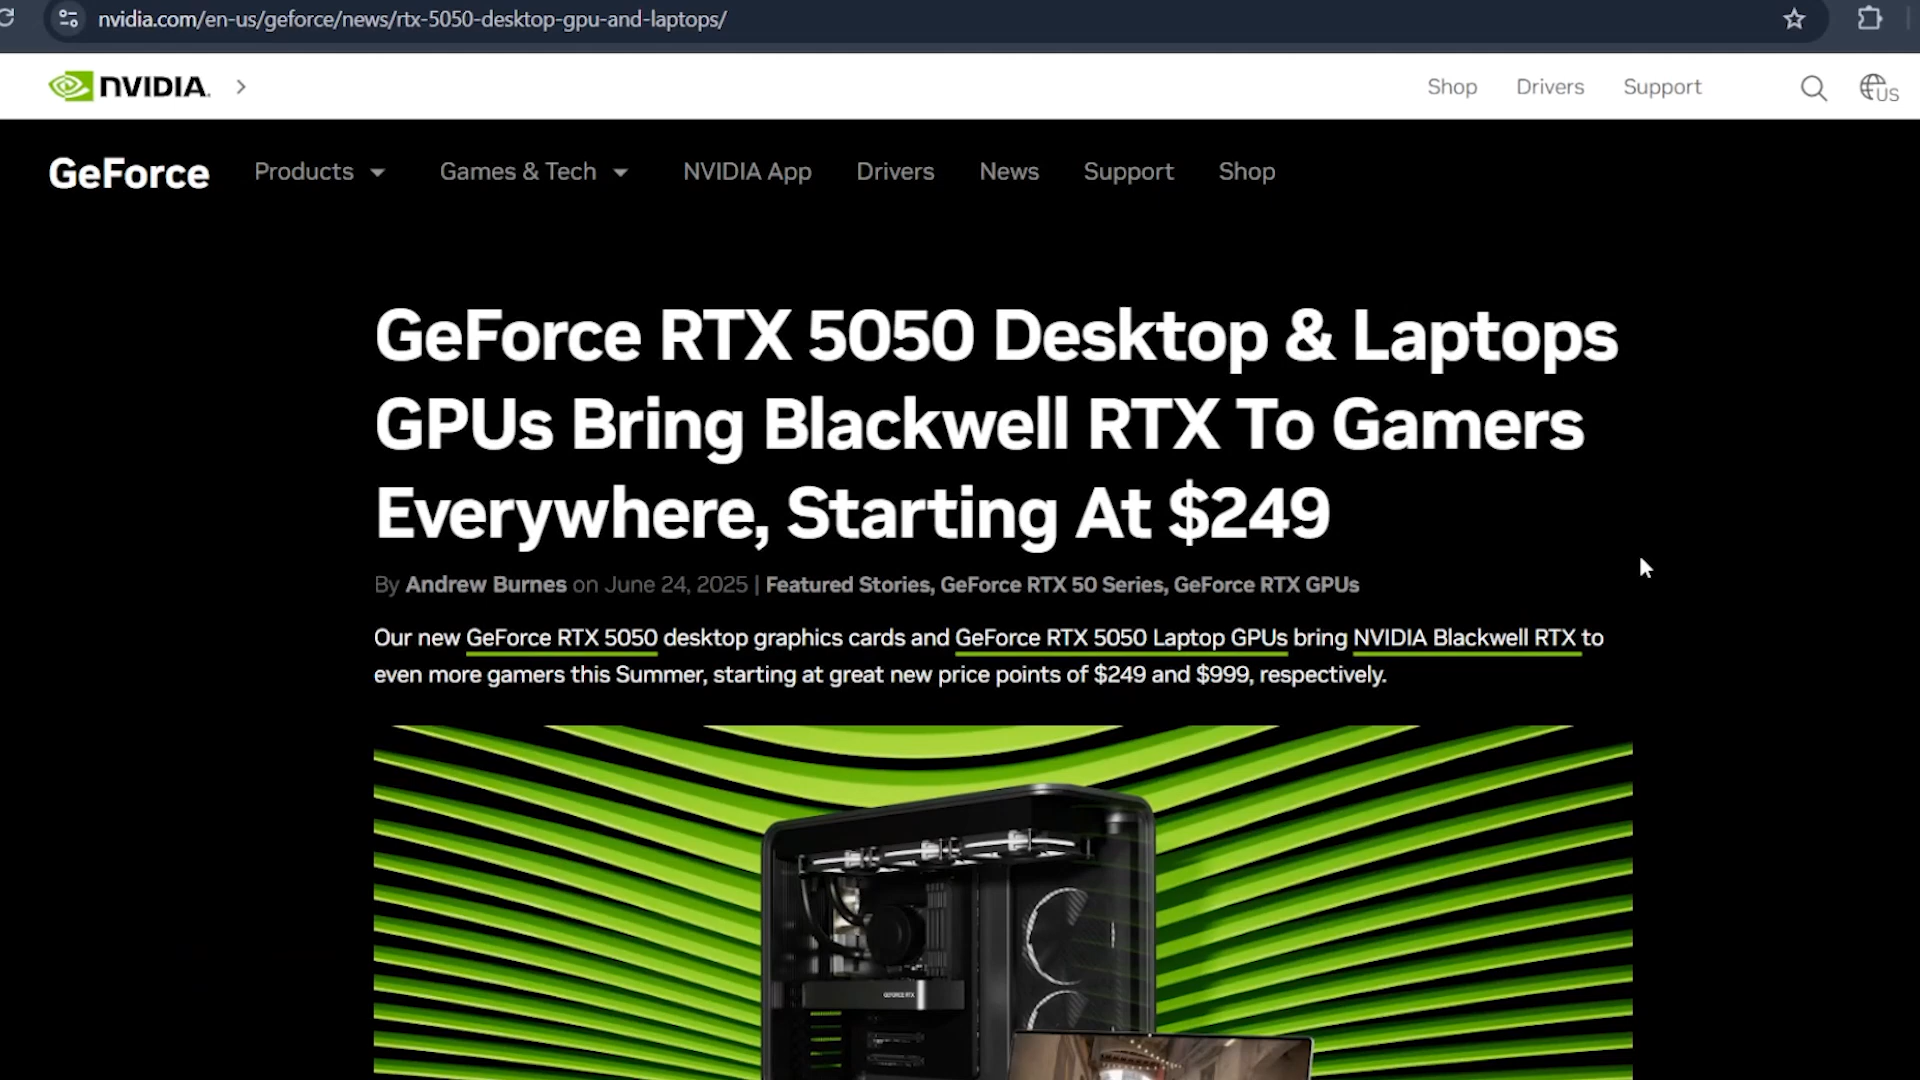 nvidia.com/en-us/geforce/news/rtx-5050-desktop-gpu-and-laptops/
NVIDIA.
Shop Drivers Support US
GeForce Products Games & Tech NVIDIA App Drivers News Support Shop
GeForce RTX 5050 Desktop & Laptops
GPUs Bring Blackwell RTX To Gamers
Everywhere, Starting At $249
By Andrew Burnes on June 24, 2025 | Featured Stories, GeForce RTX 50 Series, GeForce RTX GPUs
Our new GeForce RTX 5050 desktop graphics cards and GeForce RTX 5050 Laptop GPUs bring NVIDIA Blackwell RTX to
even more gamers this Summer, starting at great new price points of $249 and $999, respectively.
GEFORCE RTX